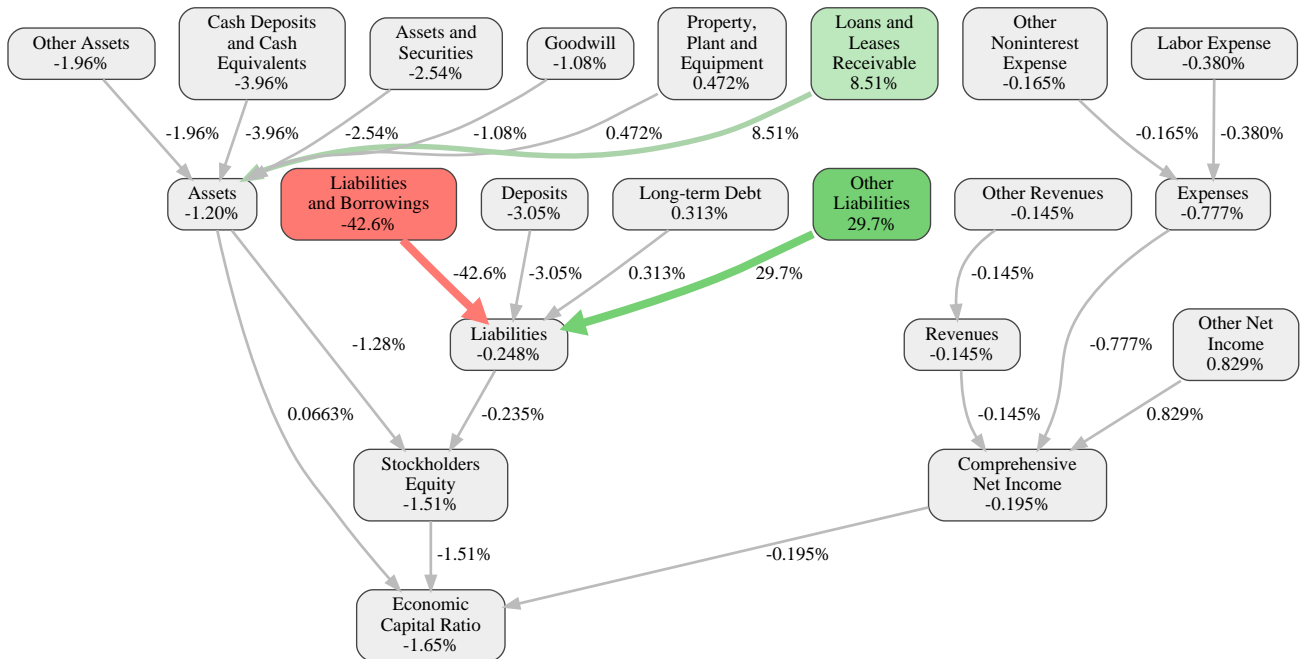 Other Assets
-1.96%
Cash Deposits
and Cash
Equivalents
-3.96%
Assets and
Securities
-2.54%
Goodwill
-1.08%
Property,
Plant and
Equipment
0.472%
Loans and
Leases
Receivable
8.51%
Other
Noninterest
Expense
-0.165%
Labor Expense
-0.380%
-1.96%
-3.96%
-2.54%
-1.08%
0.472%
8.51%
-0.165%
-0.380%
Assets
-1.20%
Liabilities
and Borrowings
-42.6%
Deposits
-3.05%
Long-term Debt
0.313%
Other
Liabilities
29.7%
Other Revenues
-0.145%
Expenses
-0.777%
-42.6%
-3.05%
0.313%
29.7%
-0.145%
-1.28%
Liabilities
-0.248%
Revenues
-0.145%
-0.777%
Other Net
Income
0.829%
0.0663%
-0.235%
-0.145%
0.829%
Stockholders
Equity
-1.51%
Comprehensive
Net Income
-0.195%
-1.51%
-0.195%
Economic
Capital Ratio
-1.65%